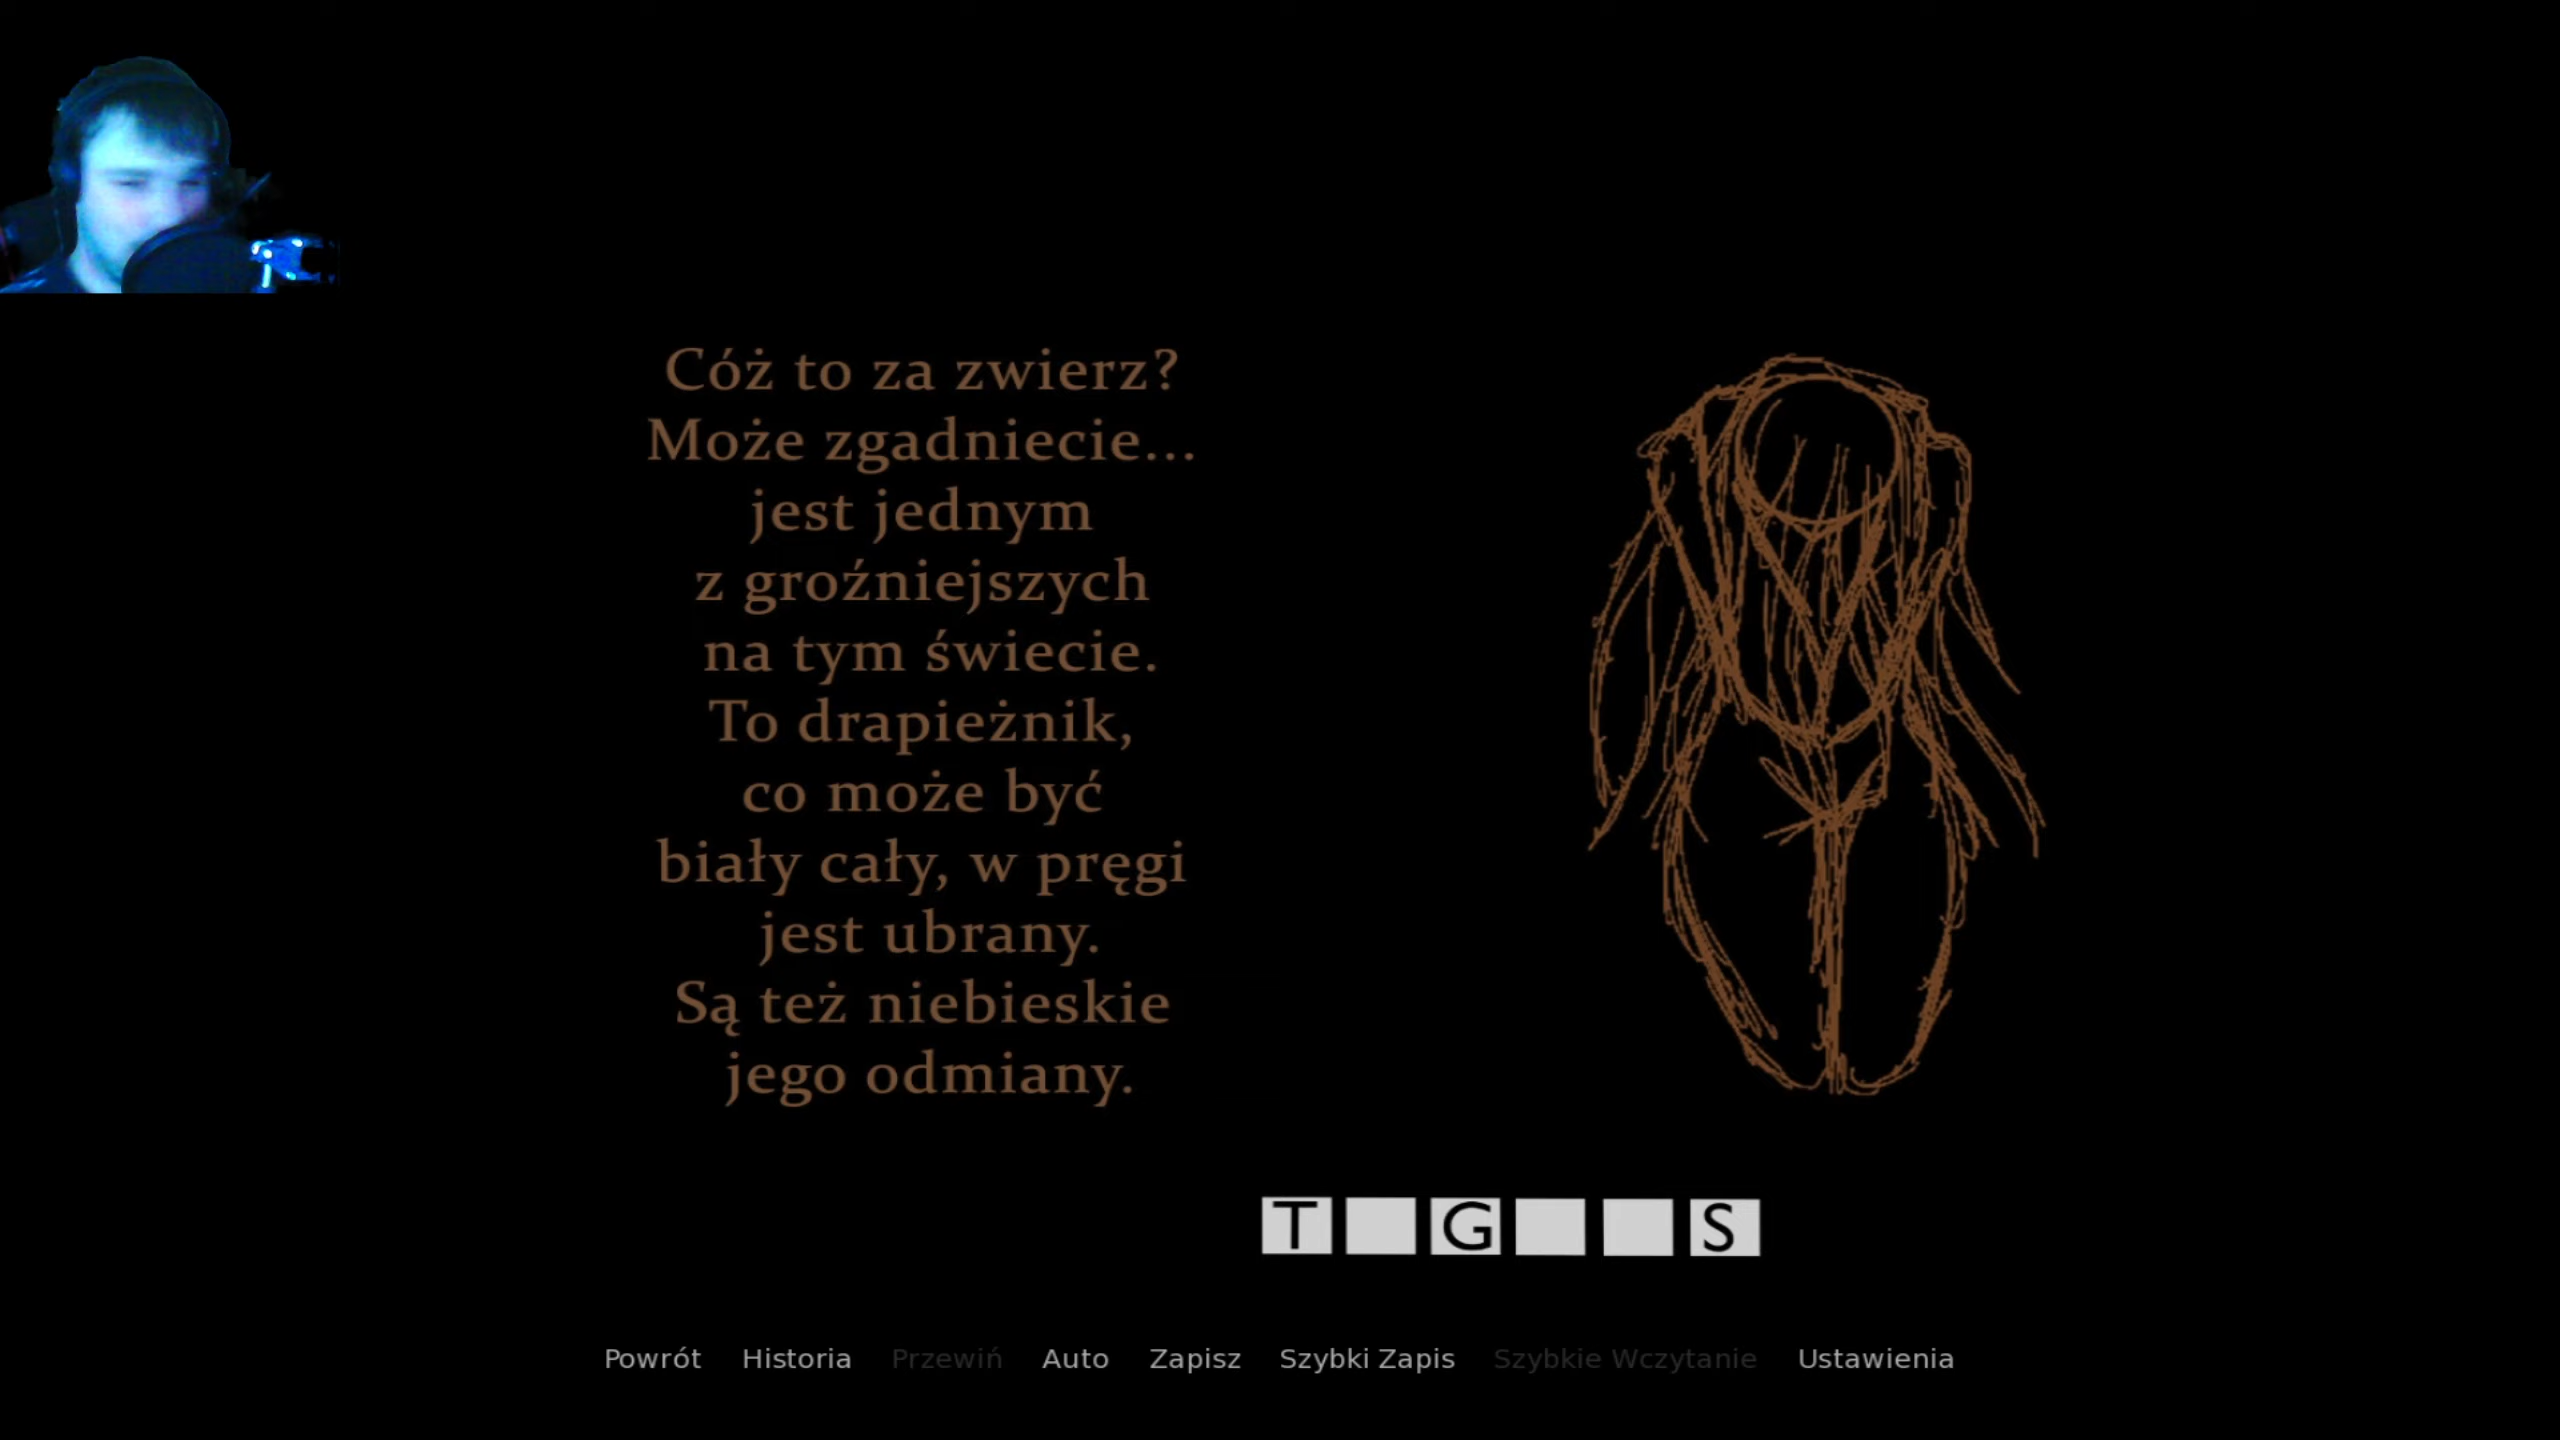 Cóż to za zwierz?
Może zgadniecie...
jest jednym
z groźniejszych
na tym świecie.
To drapieżnik,
co może być
biały cały, w pręgi
jest ubrany.
Są też niebieskie
jego odmiany.
T G S
Powrót Historia Przewiń Auto Zapisz Szybki Zapis Szybkie Wczytanie Ustawienia